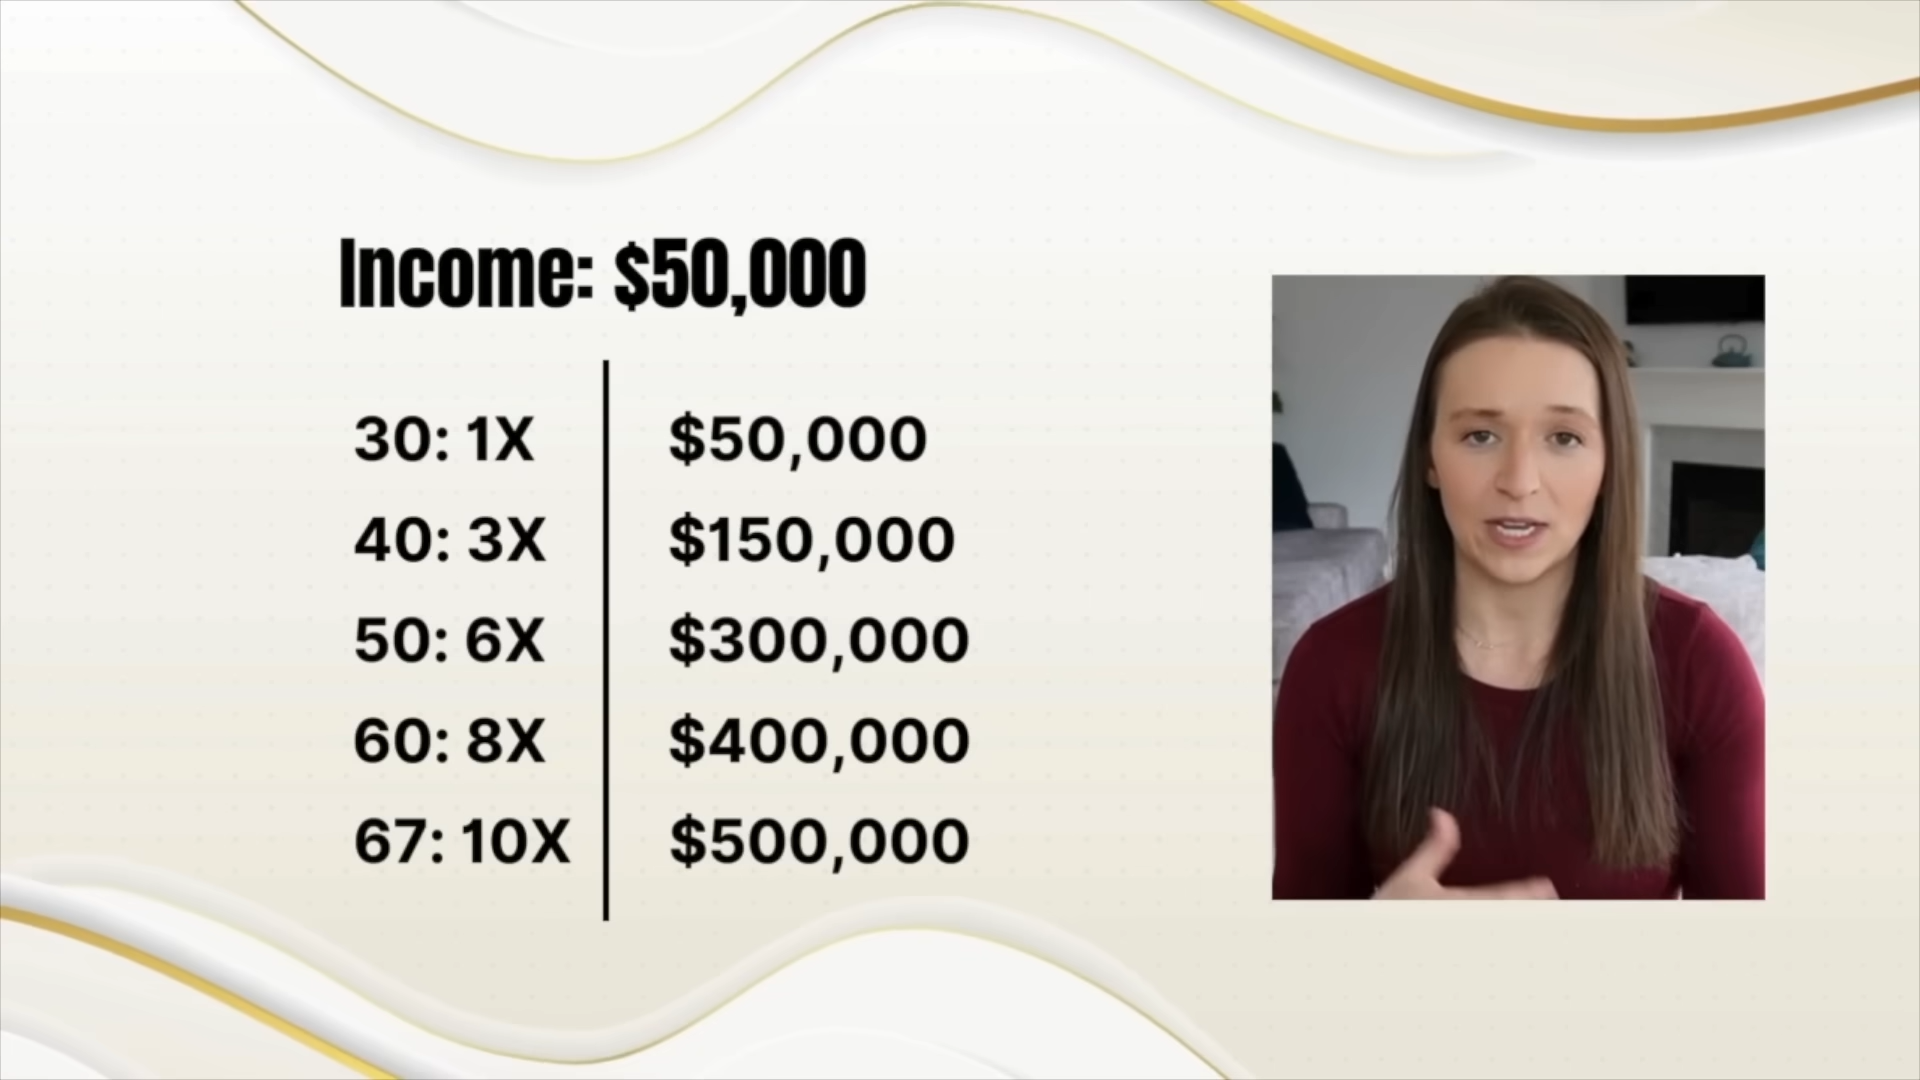 Income: $50,000
30: 1X $50,000
40: 3X $150,000
50: 6X $300,000
60: 8X $400,000
67: 10X $500,000